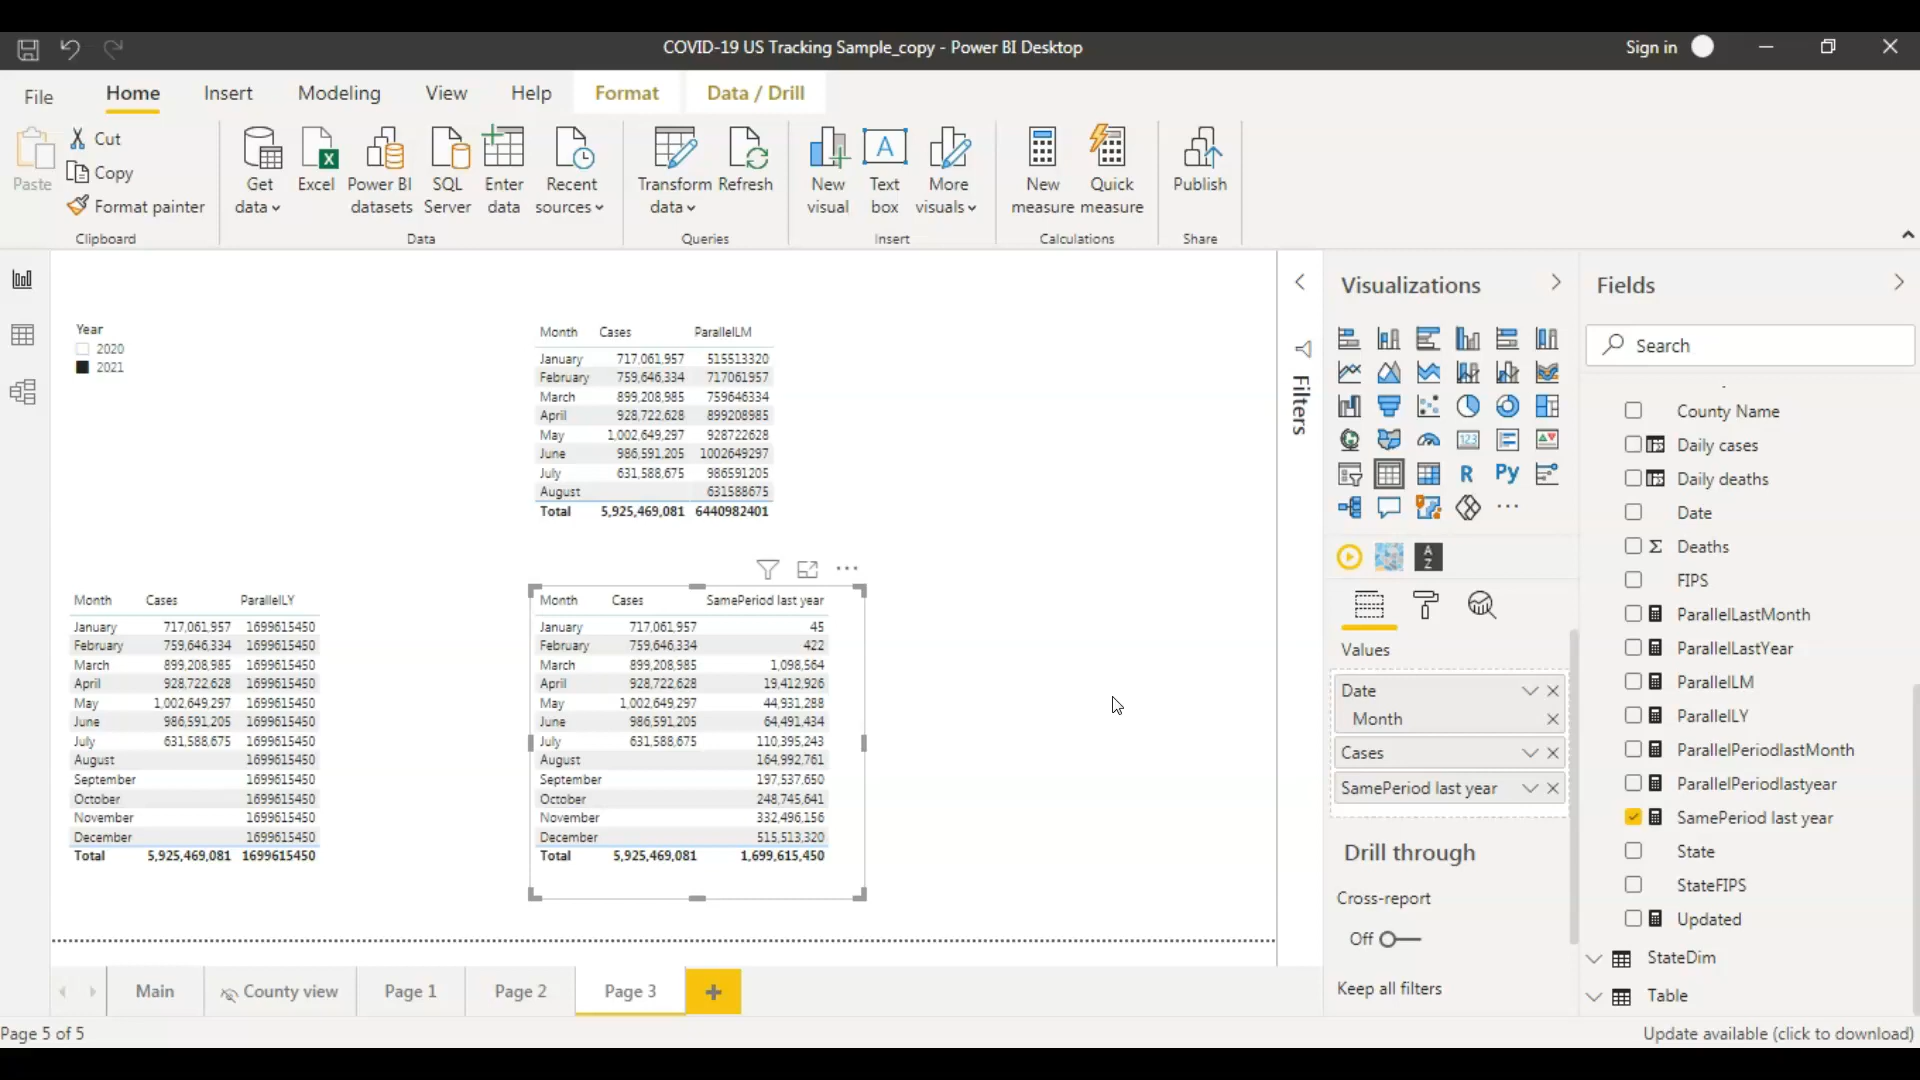 COVID-19 US Tracking Sample_copy - Power BI Desktop
Sign in
File
Home
Insert
Modeling
View
Help
Format
Data / Drill
Paste
Cut
Copy
Format painter
Clipboard
Get data
Excel
Power BI datasets
SQL Server
Enter data
Recent sources
Data
Transform data
Refresh
Queries
New visual
Text box
More visuals
Insert
New measure
Quick measure
Calculations
Publish
Share
Year
2020
2021
Month Cases ParallelLM
January 717,061,957 515513320
February 759,646,334 717061957
March 899,208,985 759646334
April 928,722,628 899208985
May 1,002,649,297 928722628
June 986,591,205 1002649297
July 631,588,675 986591205
August 631588675
Total 5,925,469,081 6440982401
Month Cases ParallelLY
January 717,061,957 1699615450
February 759,646,334 1699615450
March 899,208,985 1699615450
April 928,722,628 1699615450
May 1,002,649,297 1699615450
June 986,591,205 1699615450
July 631,588,675 1699615450
August 1699615450
September 1699615450
October 1699615450
November 1699615450
December 1699615450
Total 5,925,469,081 1699615450
Month Cases SamePeriod last year
January 717,061,957 45
February 759,646,334 422
March 899,208,985 1,098,564
April 928,722,628 19,412,926
May 1,002,649,297 44,931,288
June 986,591,205 64,491,434
July 631,588,675 110,395,243
August 164,992,761
September 197,537,650
October 248,745,641
November 332,496,156
December 515,513,320
Total 5,925,469,081 1,699,615,450
Filters
Visualizations
R
Py
123
A
Z
Values
Date
Month
Cases
SamePeriod last year
Drill through
Cross-report
Off
Keep all filters
Fields
Search
County Name
Daily cases
Daily deaths
Date
Σ Deaths
FIPS
ParallelLastMonth
ParallelLastYear
ParallelLM
ParallelLY
ParallelPeriodlastMonth
ParallelPeriodlastyear
SamePeriod last year
State
StateFIPS
Updated
StateDim
Table
Main
County view
Page 1
Page 2
Page 3
Page 5 of 5
Update available (click to download)